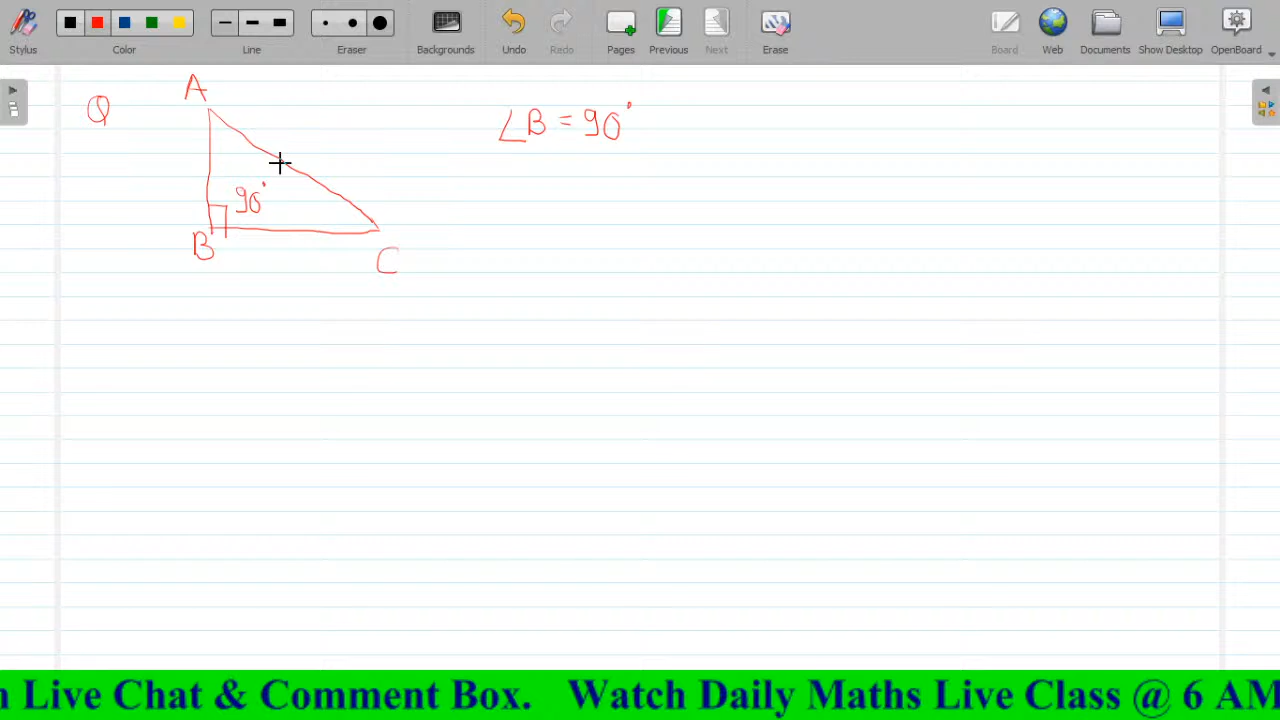 Stylus
Color
Line
Eraser
Backgrounds
Undo
Redo
Pages
Previous
Next
Erase
Board
Web
Documents
Show Desktop
OpenBoard
Q
A
∠B = 90°
90°
B
C
n Live Chat & Comment Box. Watch Daily Maths Live Class @ 6 AM